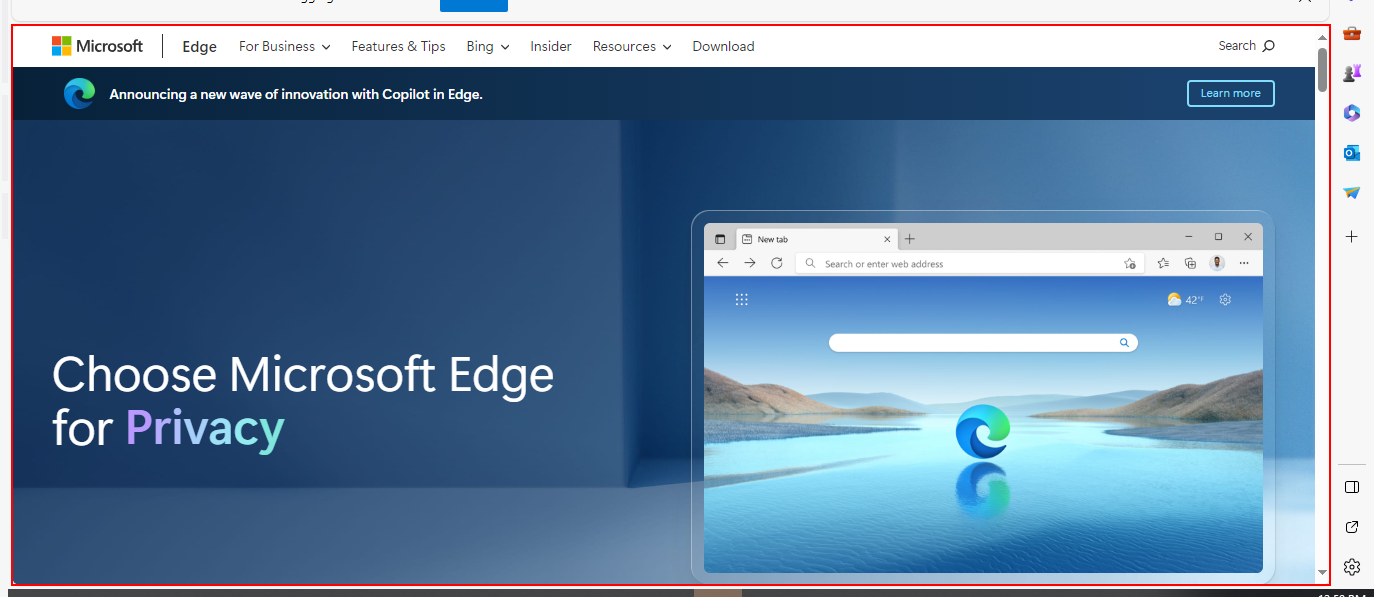 Microsoft
Edge
For Business
Features & Tips
Bing
Insider
Resources
Download
Search
Announcing a new wave of innovation with Copilot in Edge.
Learn more
New tab
Search or enter web address
42°F
Choose Microsoft Edge
for Privacy